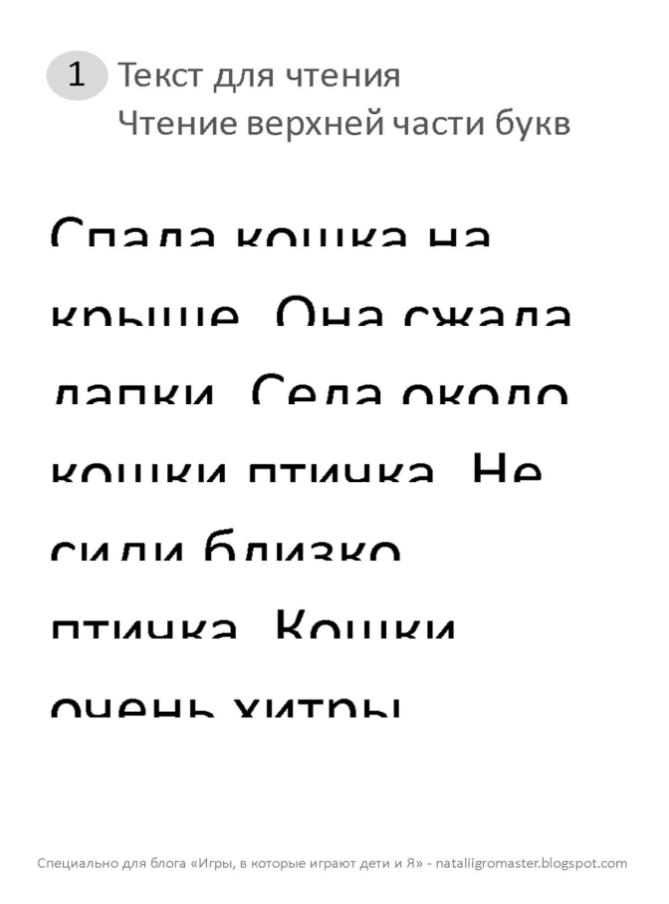 1 Текст для чтения
Чтение верхней части букв
Спала кошка на
крыше. Она сжала
лапки. Села около
кошки птичка. Не
сиди близко
птичка. Кошки
очень хитры
Специально для блога «Игры, в которые играют дети и Я» - nataliigromaster.blogspot.com